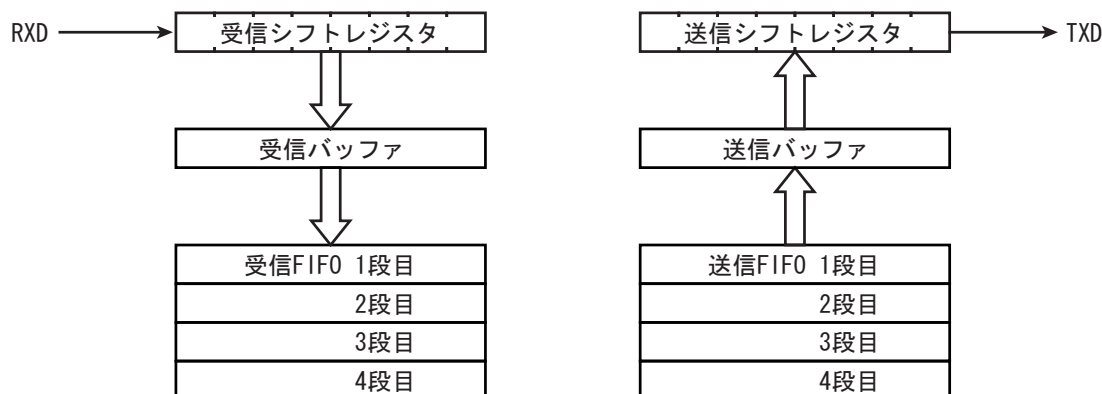 RXD
受信シフトレジスタ
送信シフトレジスタ
TXD
受信バッファ
送信バッファ
受信FIFO 1段目
2段目
3段目
4段目
送信FIFO 1段目
2段目
3段目
4段目